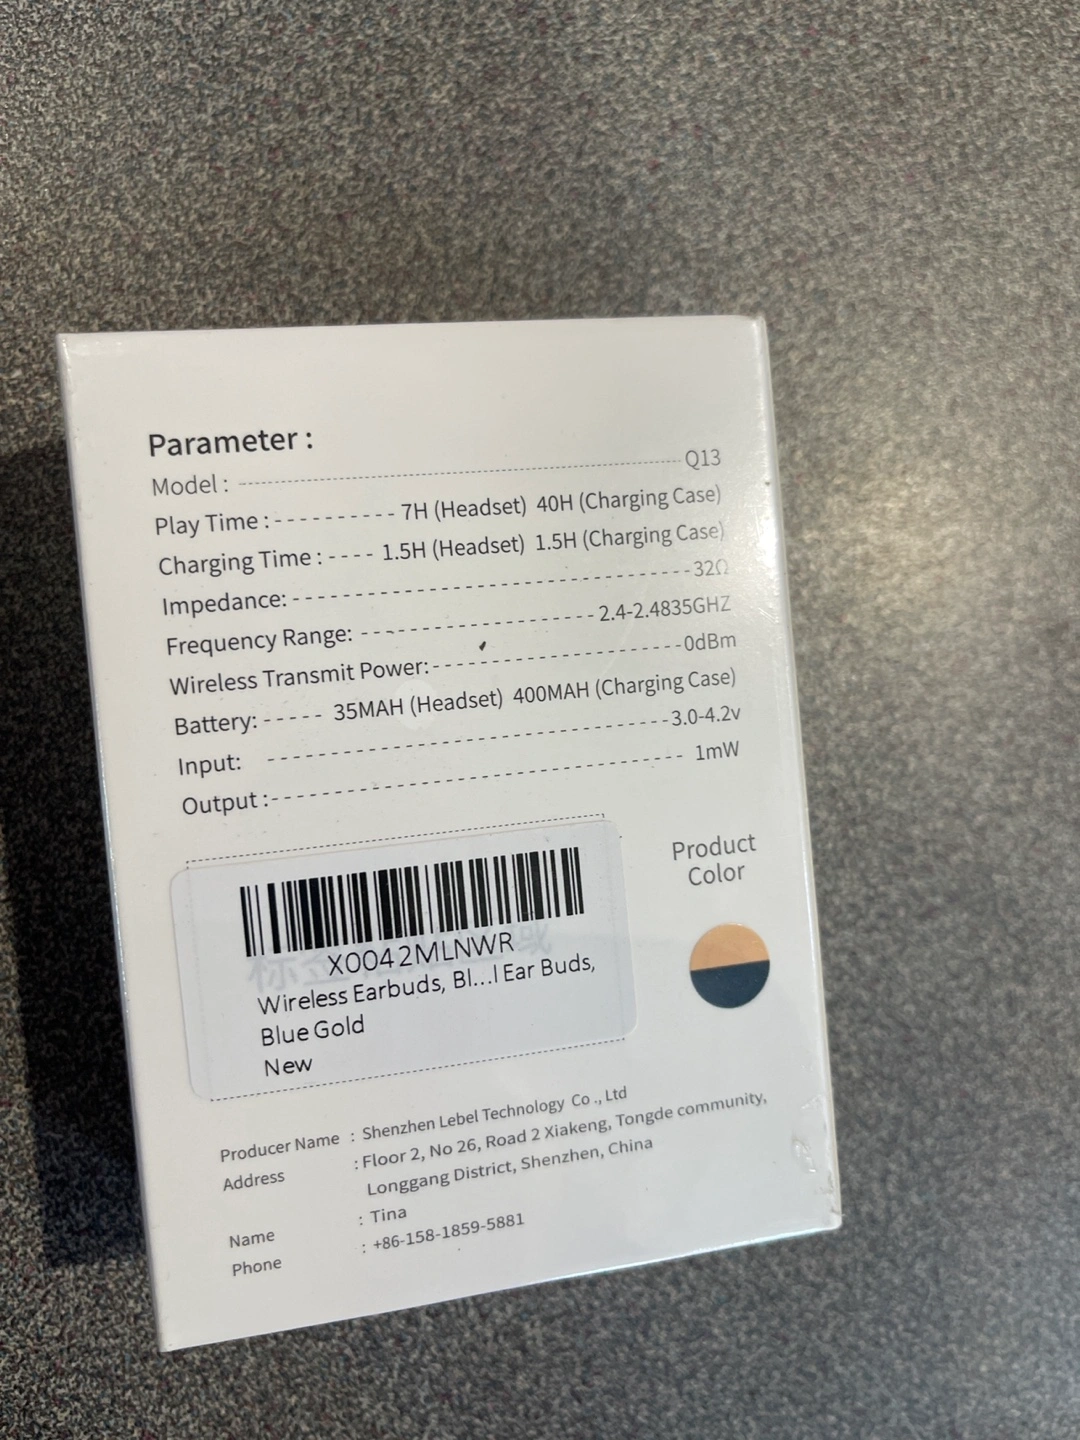 Parameter :
Model : Q13
Play Time : 7H (Headset) 40H (Charging Case)
Charging Time : 1.5H (Headset) 1.5H (Charging Case)
Impedance: 32Ω
Frequency Range: 2.4-2.4835GHZ
Wireless Transmit Power: 0dBm
Battery: 35MAH (Headset) 400MAH (Charging Case)
Input: 3.0-4.2v
Output : 1mW
X0042MLNWR
Wireless Earbuds, Bl...l Ear Buds,
Blue Gold
New
Product
Color
Producer Name : Shenzhen Lebel Technology Co ., Ltd
Address : Floor 2, No 26, Road 2 Xiakeng, Tongde community,
Longgang District, Shenzhen, China
Name : Tina
Phone : +86-158-1859-5881